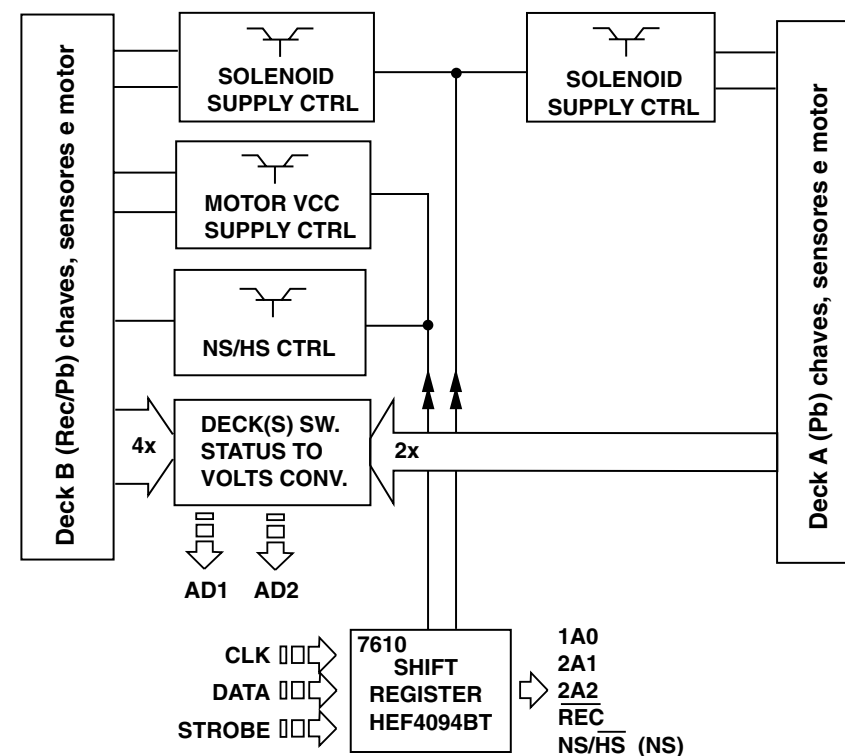 Deck B (Rec/Pb) chaves, sensores e motor
SOLENOID
SUPPLY CTRL
SOLENOID
SUPPLY CTRL
Deck A (Pb) chaves, sensores e motor
MOTOR VCC
SUPPLY CTRL
NS/HS CTRL
4x
DECK(S) SW.
STATUS TO
VOLTS CONV.
2x
AD1
AD2
CLK
DATA
STROBE
7610
SHIFT
REGISTER
HEF4094BT
1A0
2A1
2A2
R̅E̅C̅
NS/H̅S̅ (NS)